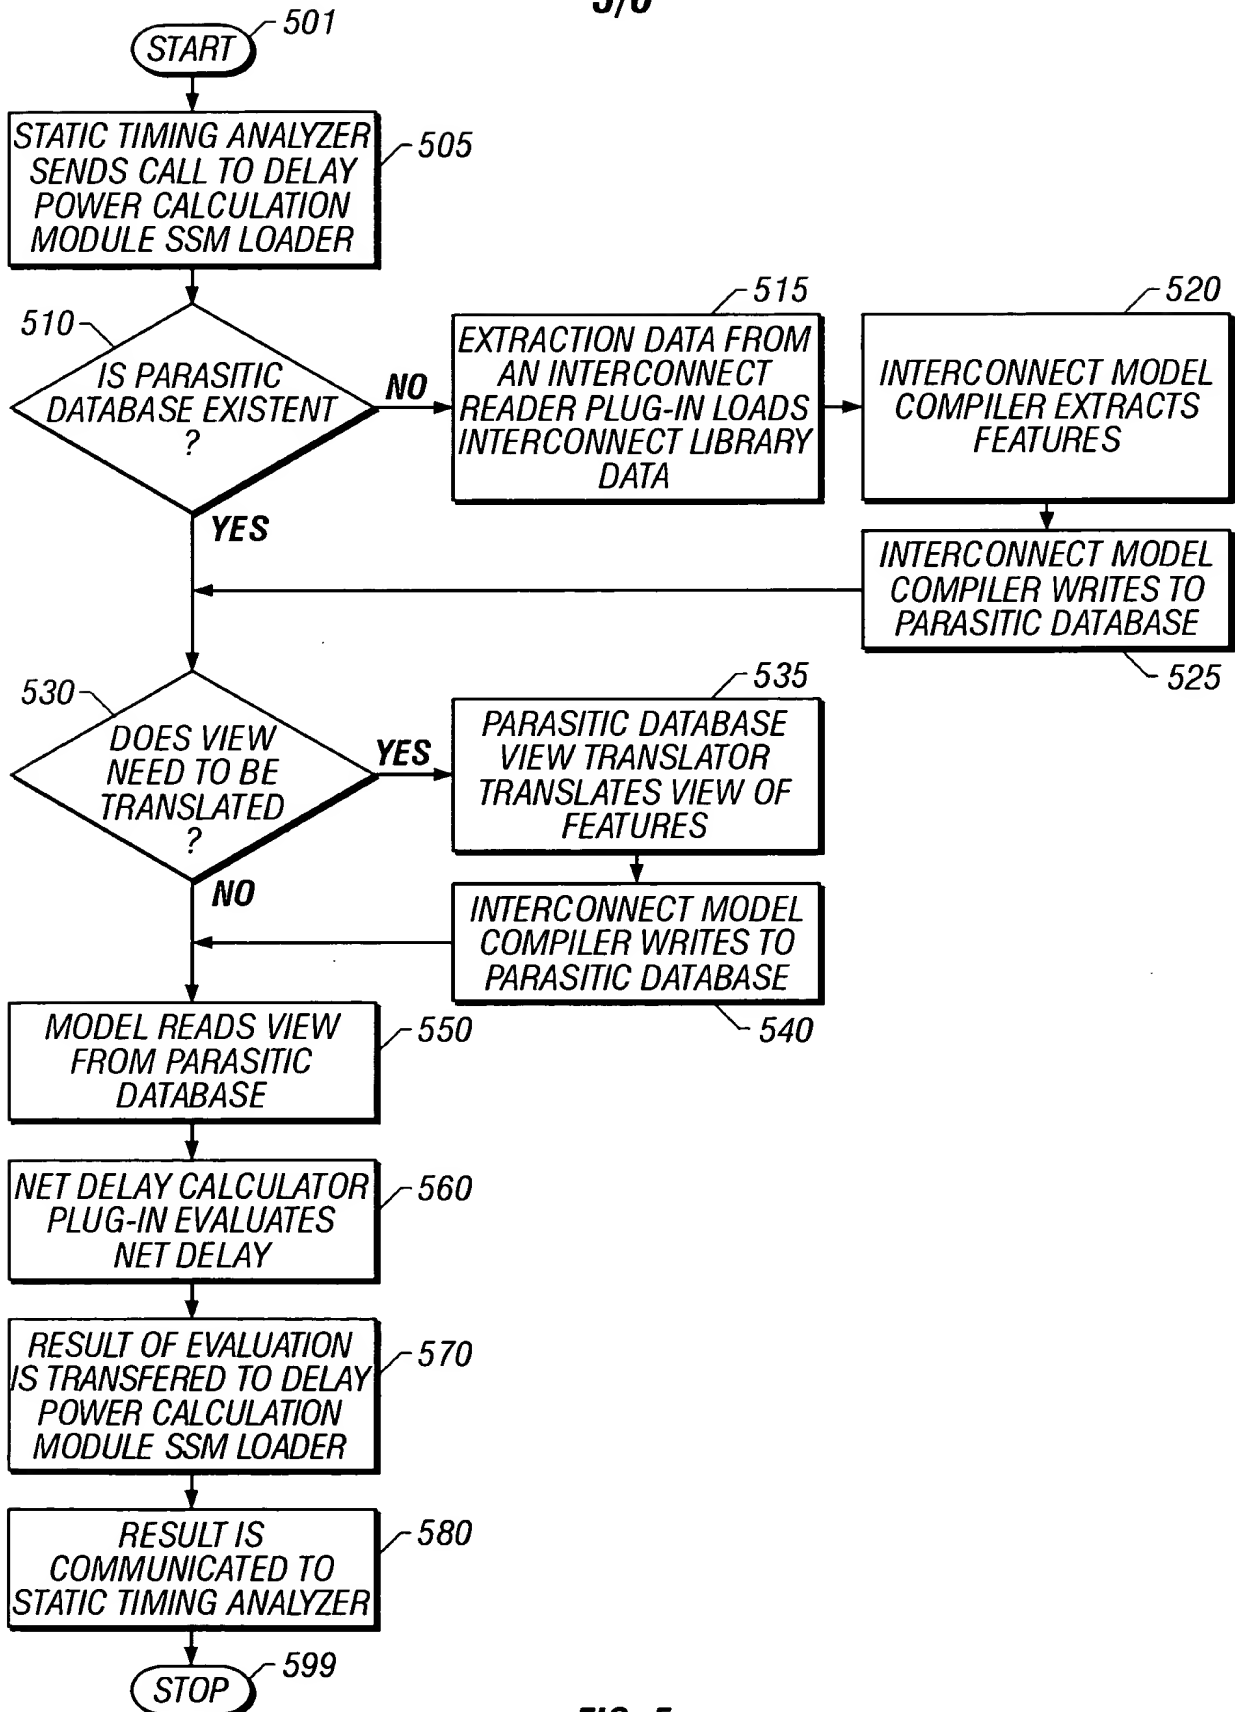 501
START
STATIC TIMING ANALYZER
SENDS CALL TO DELAY
POWER CALCULATION
MODULE SSM LOADER
505
510
IS PARASITIC
DATABASE EXISTENT
?
NO
YES
515
EXTRACTION DATA FROM
AN INTERCONNECT
READER PLUG-IN LOADS
INTERCONNECT LIBRARY
DATA
520
INTERCONNECT MODEL
COMPILER EXTRACTS
FEATURES
INTERCONNECT MODEL
COMPILER WRITES TO
PARASITIC DATABASE
525
530
DOES VIEW
NEED TO BE
TRANSLATED
?
YES
NO
535
PARASITIC DATABASE
VIEW TRANSLATOR
TRANSLATES VIEW OF
FEATURES
INTERCONNECT MODEL
COMPILER WRITES TO
PARASITIC DATABASE
540
MODEL READS VIEW
FROM PARASITIC
DATABASE
550
NET DELAY CALCULATOR
PLUG-IN EVALUATES
NET DELAY
560
RESULT OF EVALUATION
IS TRANSFERED TO DELAY
POWER CALCULATION
MODULE SSM LOADER
570
RESULT IS
COMMUNICATED TO
STATIC TIMING ANALYZER
580
599
STOP